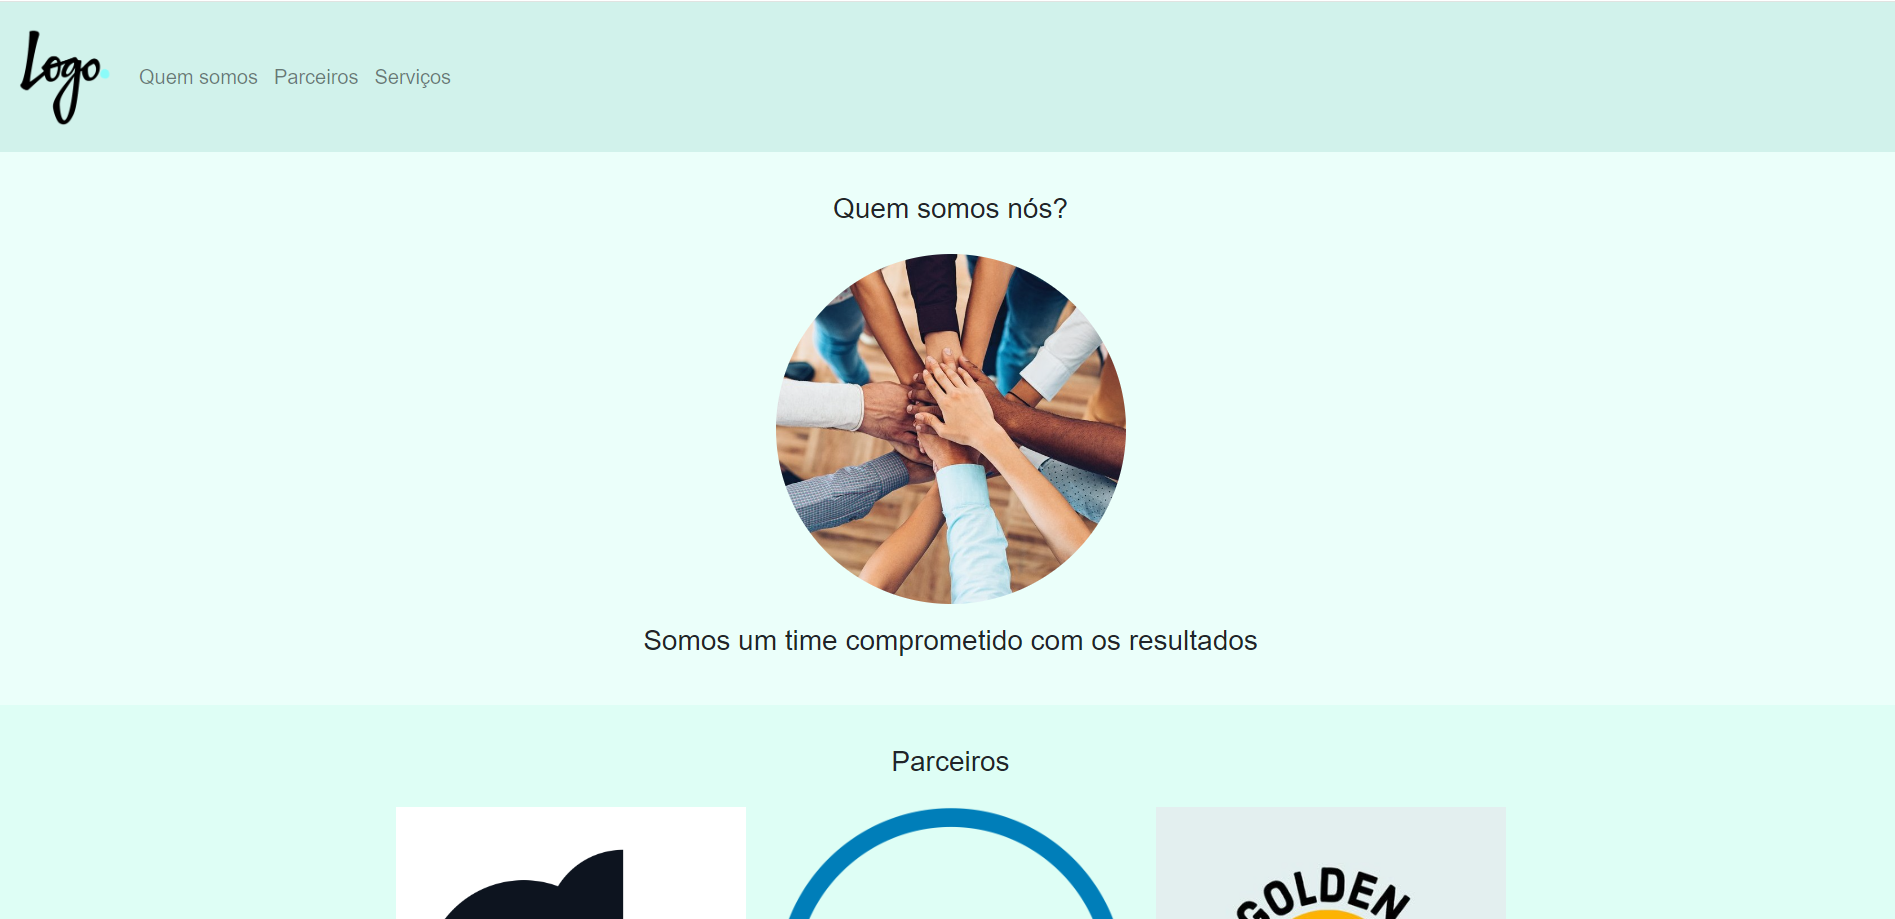 Logo.
Quem somos Parceiros Serviços
Quem somos nós?
Somos um time comprometido com os resultados
Parceiros
GOLDEN